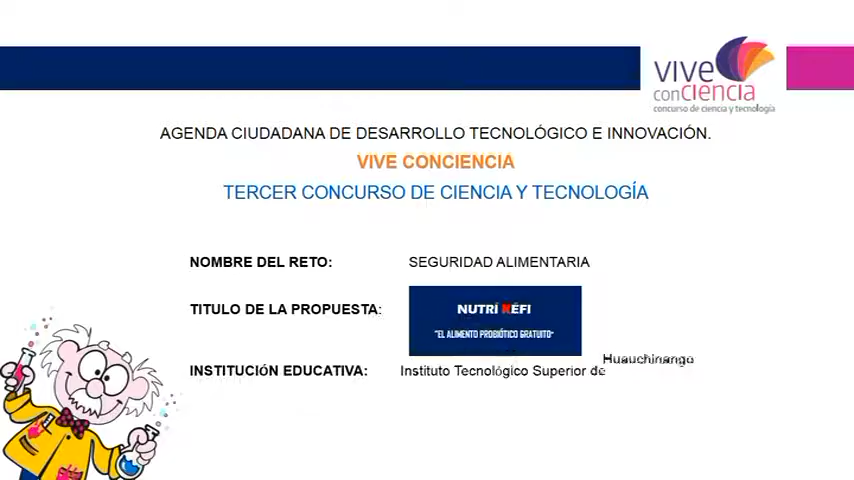 vive
conCiencia
concurso de ciencia y tecnología
AGENDA CIUDADANA DE DESARROLLO TECNOLÓGICO E INNOVACIÓN.
VIVE CONCIENCIA
TERCER CONCURSO DE CIENCIA Y TECNOLOGÍA
NOMBRE DEL RETO: SEGURIDAD ALIMENTARIA
TITULO DE LA PROPUESTA: NUTRÍ KÉFI
"EL ALIMENTO PROBIÓTICO GRATUITO"
INSTITUCIÓN EDUCATIVA: Instituto Tecnológico Superior de Huauchinango